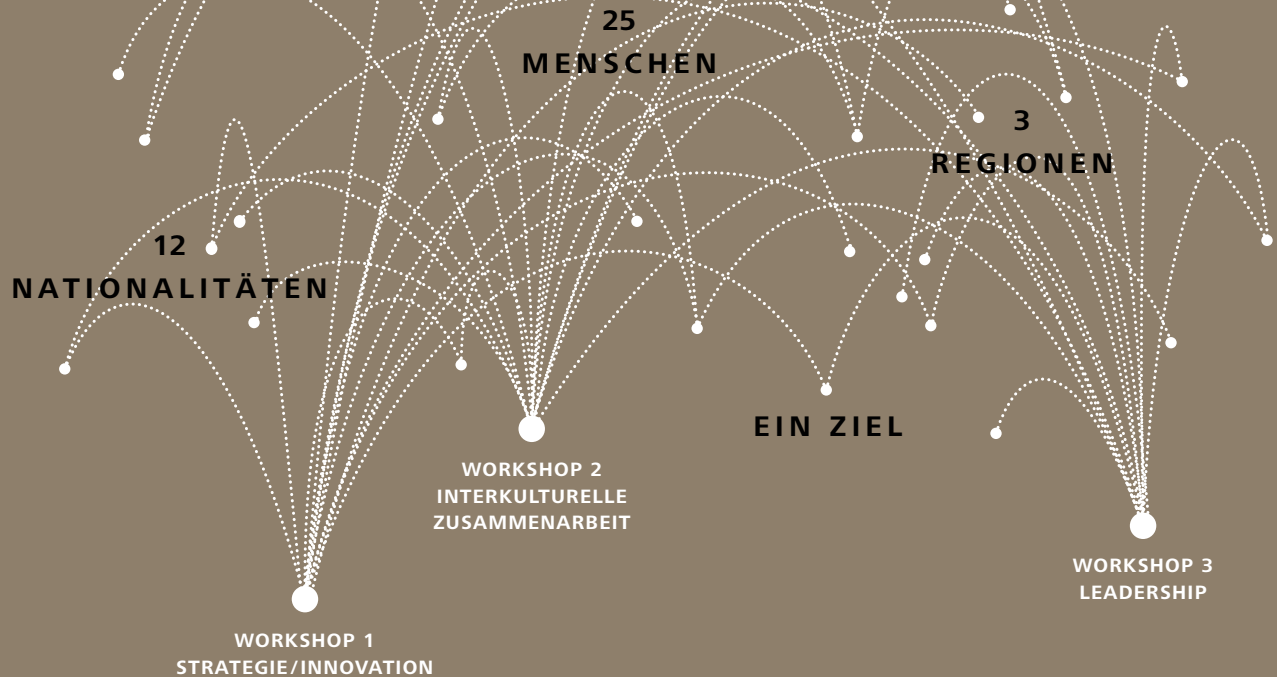 25
MENSCHEN
3
REGIONEN
12
NATIONALITÄTEN
EIN ZIEL
WORKSHOP 2
INTERKULTURELLE
ZUSAMMENARBEIT
WORKSHOP 3
LEADERSHIP
WORKSHOP 1
STRATEGIE/INNOVATION